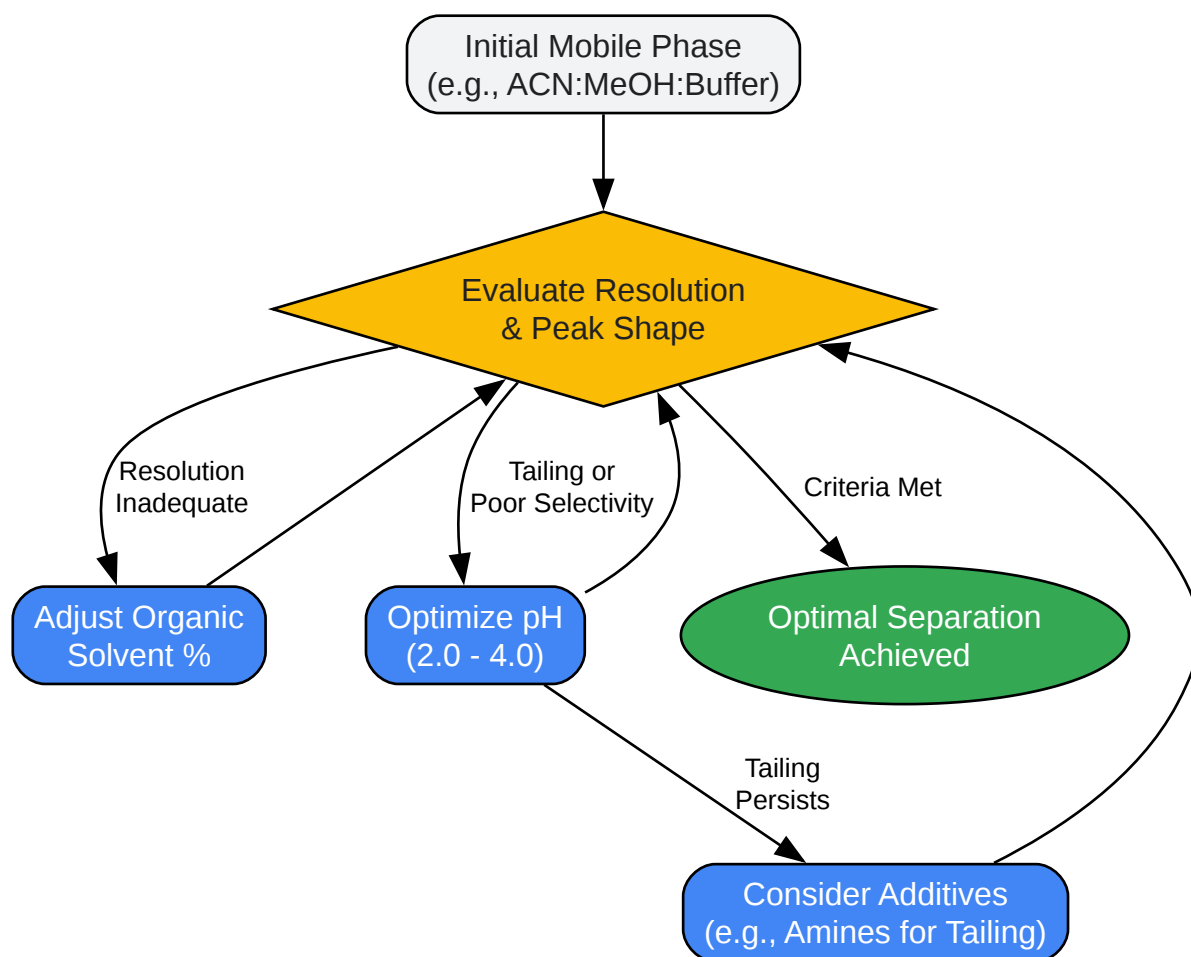 Initial Mobile Phase
(e.g., ACN:MeOH:Buffer)
Evaluate Resolution
& Peak Shape
Resolution
Inadequate
Tailing or
Poor Selectivity
Criteria Met
Adjust Organic
Solvent %
Optimize pH
(2.0 - 4.0)
Optimal Separation
Achieved
Tailing
Persists
Consider Additives
(e.g., Amines for Tailing)